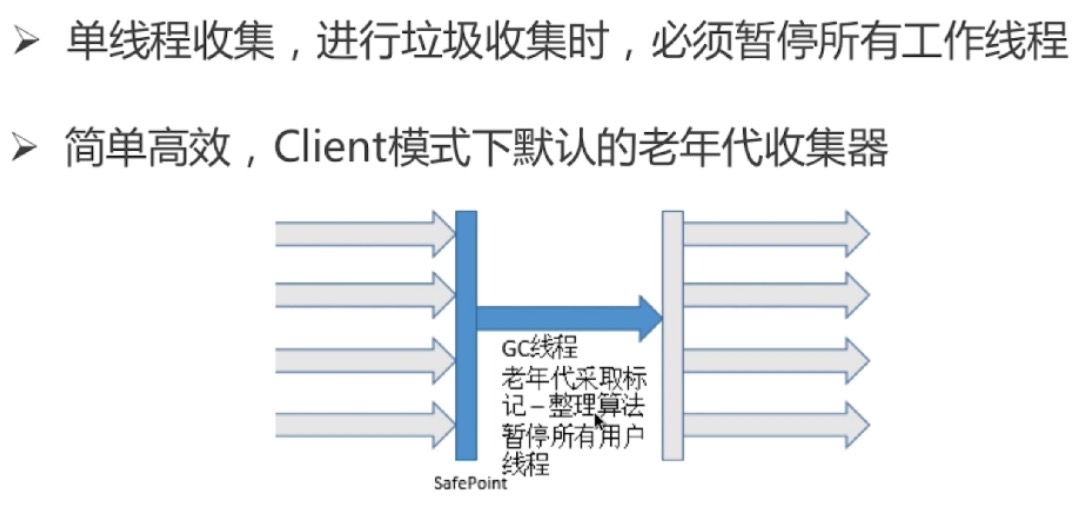 单线程收集，进行垃圾收集时，必须暂停所有工作线程
简单高效，Client模式下默认的老年代收集器
GC线程
老年代采取标
记–整理算法
暂停所有用户
线程
SafePoint